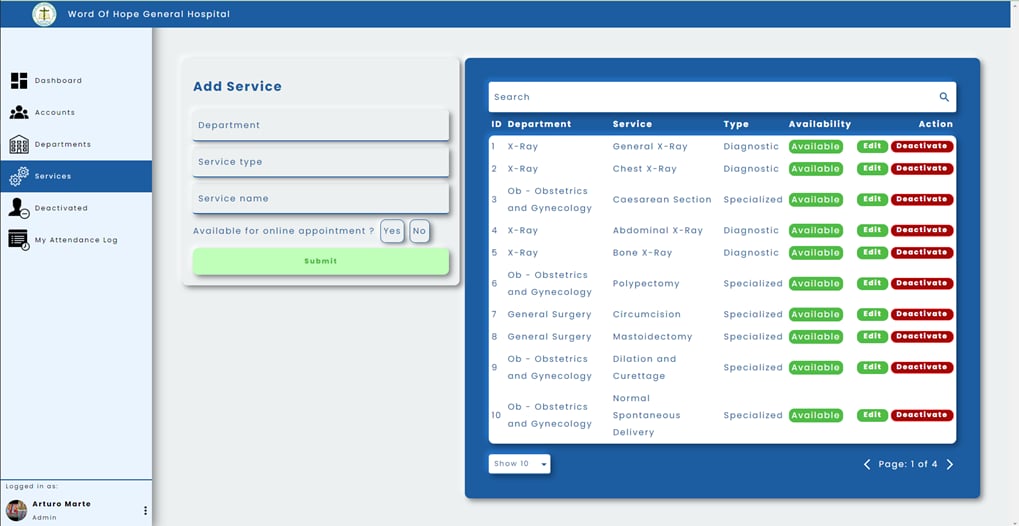 Word Of Hope General Hospital
Dashboard
Accounts
Departments
Services
Deactivated
My Attendance Log
Logged in as:
Arturo Marte
Admin
Add Service
Department
Service type
Service name
Available for online appointment ? Yes No
Submit
Search
ID Department Service Type Availability Action
1 X-Ray General X-Ray Diagnostic Available Edit Deactivate
2 X-Ray Chest X-Ray Diagnostic Available Edit Deactivate
Ob - Obstetrics
3 Caesarean Section Specialized Available Edit Deactivate
and Gynecology
4 X-Ray Abdominal X-Ray Diagnostic Available Edit Deactivate
5 X-Ray Bone X-Ray Diagnostic Available Edit Deactivate
Ob - Obstetrics
6 Polypectomy Specialized Available Edit Deactivate
and Gynecology
7 General Surgery Circumcision Specialized Available Edit Deactivate
8 General Surgery Mastoidectomy Specialized Available Edit Deactivate
Ob - Obstetrics Dilation and
9 Specialized Available Edit Deactivate
and Gynecology Curettage
Normal
Ob - Obstetrics
10 Spontaneous Specialized Available Edit Deactivate
and Gynecology
Delivery
Show 10
Page: 1 of 4